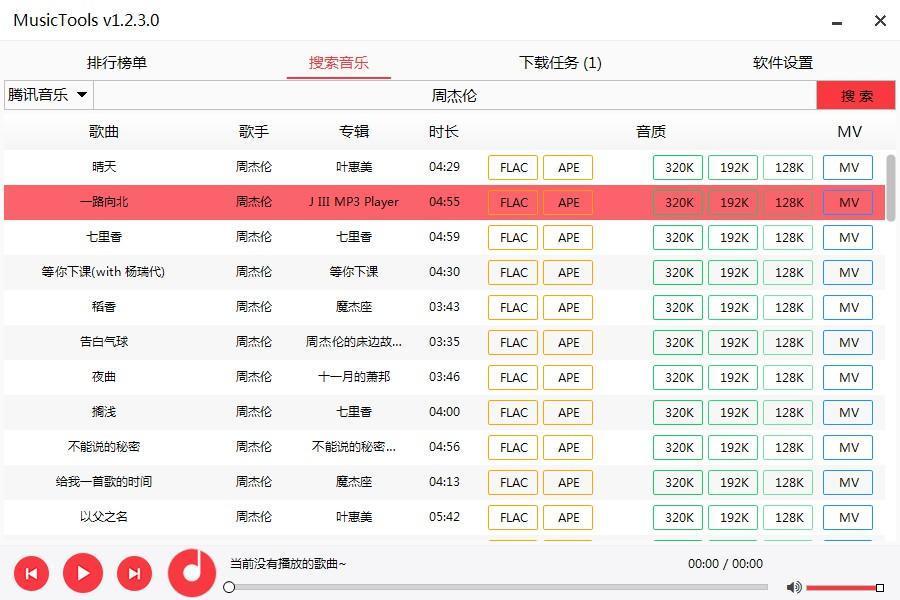 MusicTools v1.2.3.0
排行榜单 搜索音乐 下载任务 (1) 软件设置
腾讯音乐 周杰伦 搜 索
歌曲 歌手 专辑 时长 音质 MV
晴天 周杰伦 叶惠美 04:29 FLAC APE 320K 192K 128K MV
一路向北 周杰伦 J III MP3 Player 04:55 FLAC APE 320K 192K 128K MV
七里香 周杰伦 七里香 04:59 FLAC APE 320K 192K 128K MV
等你下课(with 杨瑞代) 周杰伦 等你下课 04:30 FLAC APE 320K 192K 128K MV
稻香 周杰伦 魔杰座 03:43 FLAC APE 320K 192K 128K MV
告白气球 周杰伦 周杰伦的床边故... 03:35 FLAC APE 320K 192K 128K MV
夜曲 周杰伦 十一月的萧邦 03:46 FLAC APE 320K 192K 128K MV
搁浅 周杰伦 七里香 04:00 FLAC APE 320K 192K 128K MV
不能说的秘密 周杰伦 不能说的秘密... 04:56 FLAC APE 320K 192K 128K MV
给我一首歌的时间 周杰伦 魔杰座 04:13 FLAC APE 320K 192K 128K MV
以父之名 周杰伦 叶惠美 05:42 FLAC APE 320K 192K 128K MV
当前没有播放的歌曲~ 00:00 / 00:00